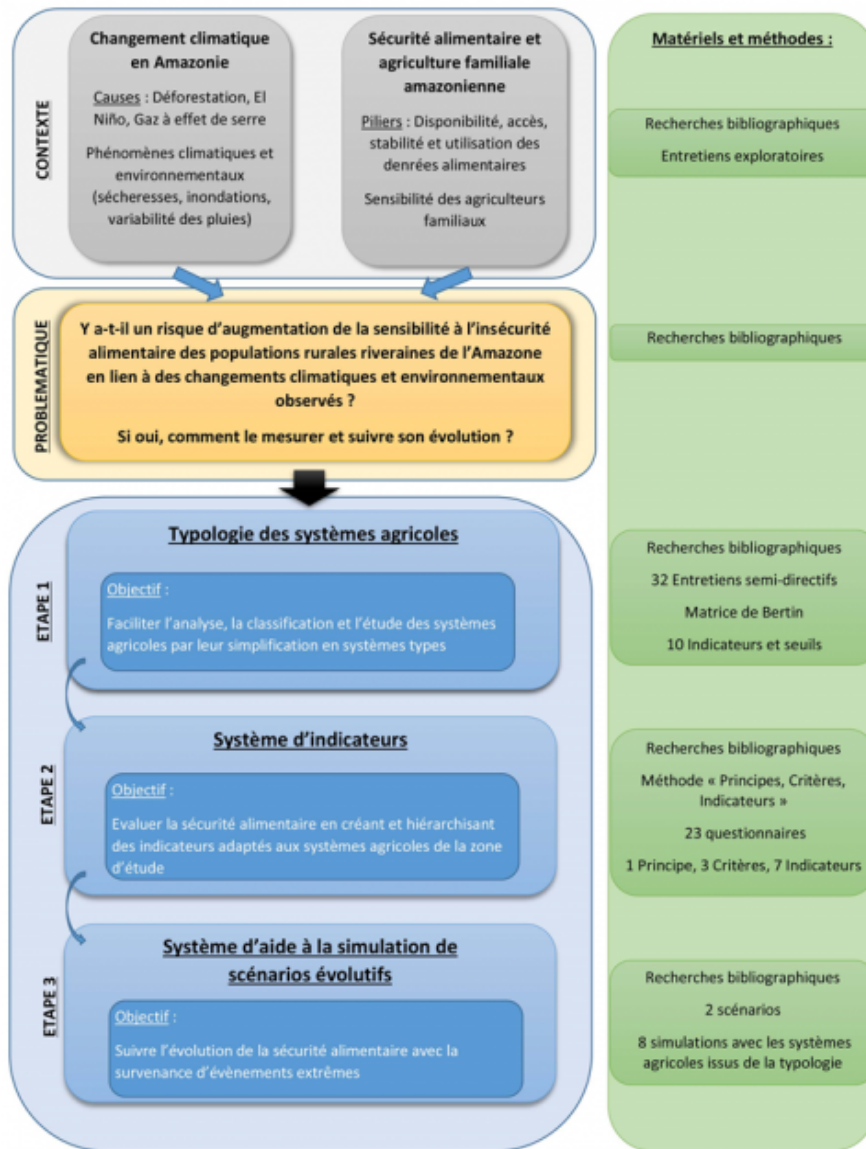 CONTEXTE
Changement climatique
en Amazonie
Causes : Déforestation, El
Niño, Gaz à effet de serre
Phénomènes climatiques et
environnementaux
(sécheresses, inondations,
variabilité des pluies)
Sécurité alimentaire et
agriculture familiale
amazonienne
Piliers : Disponibilité, accès,
stabilité et utilisation des
denrées alimentaires
Sensibilité des agriculteurs
familiaux
Matériels et méthodes :
Recherches bibliographiques
Entretiens exploratoires
PROBLEMATIQUE
Y a-t-il un risque d’augmentation de la sensibilité à l’insécurité
alimentaire des populations rurales riveraines de l’Amazone
en lien à des changements climatiques et environnementaux
observés ?
Si oui, comment le mesurer et suivre son évolution ?
Recherches bibliographiques
ETAPE 1
Typologie des systèmes agricoles
Objectif :
Faciliter l’analyse, la classification et l’étude des systèmes
agricoles par leur simplification en systèmes types
Recherches bibliographiques
32 Entretiens semi-directifs
Matrice de Bertin
10 Indicateurs et seuils
ETAPE 2
Système d’indicateurs
Objectif :
Evaluer la sécurité alimentaire en créant et hiérarchisant
des indicateurs adaptés aux systèmes agricoles de la zone
d’étude
Recherches bibliographiques
Méthode « Principes, Critères,
Indicateurs »
23 questionnaires
1 Principe, 3 Critères, 7 Indicateurs
ETAPE 3
Système d’aide à la simulation de
scénarios évolutifs
Objectif :
Suivre l’évolution de la sécurité alimentaire avec la
survenance d’évènements extrêmes
Recherches bibliographiques
2 scénarios
8 simulations avec les systèmes
agricoles issus de la typologie